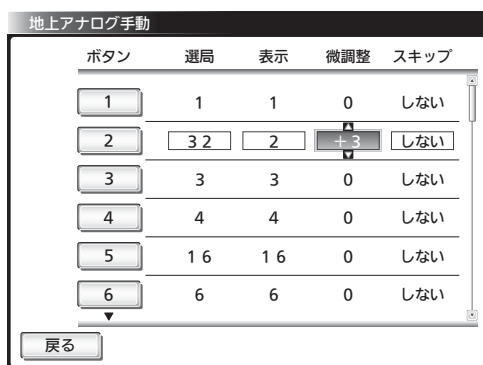 地上アナログ手動
ボタン 選局 表示 微調整 スキップ
1 1 1 0 しない
2 32 2 +3 しない
3 3 3 0 しない
4 4 4 0 しない
5 16 16 0 しない
6 6 6 0 しない
戻る